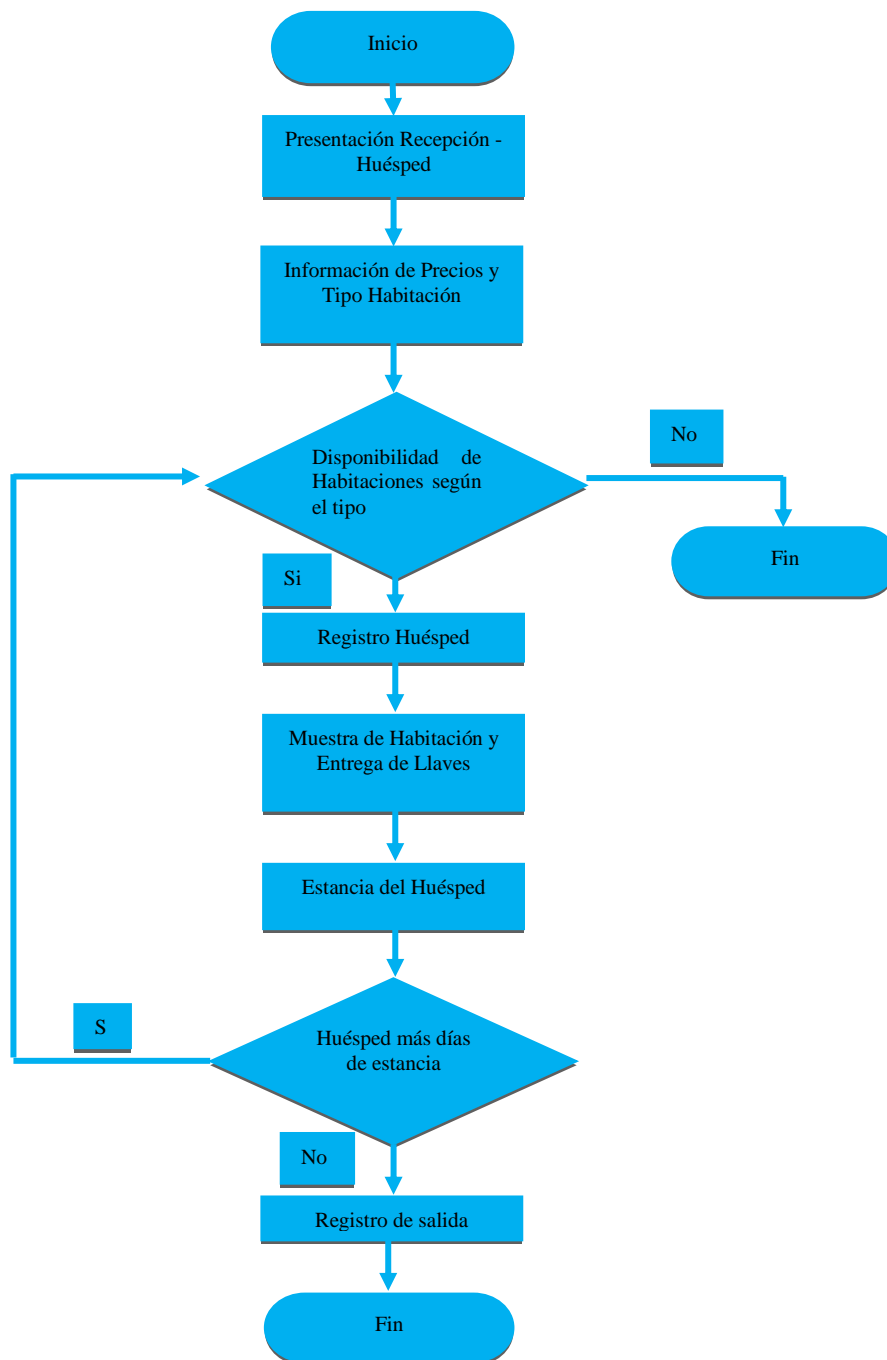 Inicio
Presentación Recepción -
Huésped
Información de Precios y
Tipo Habitación
Disponibilidad de
Habitaciones según
el tipo
No
Fin
Si
Registro Huésped
Muestra de Habitación y
Entrega de Llaves
Estancia del Huésped
Huésped más días
de estancia
S
No
Registro de salida
Fin